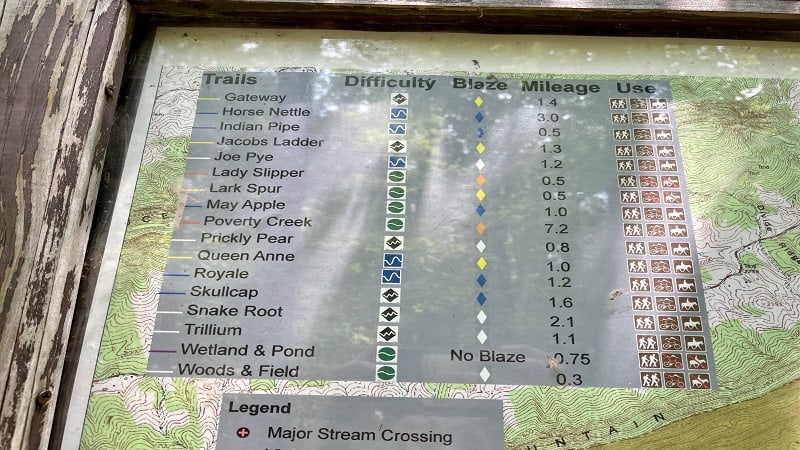 Trails Difficulty Blaze Mileage Use
Gateway 1.4
Horse Nettle 3.0
Indian Pipe 0.5
Jacobs Ladder 1.3
Joe Pye 1.2
Lady Slipper 0.5
Lark Spur 0.5
May Apple 1.0
Poverty Creek 7.2
Prickly Pear 0.8
Queen Anne 1.0
Royale 1.2
Skullcap 1.6
Snake Root 2.1
Trillium 1.1
Wetland & Pond No Blaze 0.75
Woods & Field 0.3
Divide
Legend
Major Stream Crossing
UNTAIN